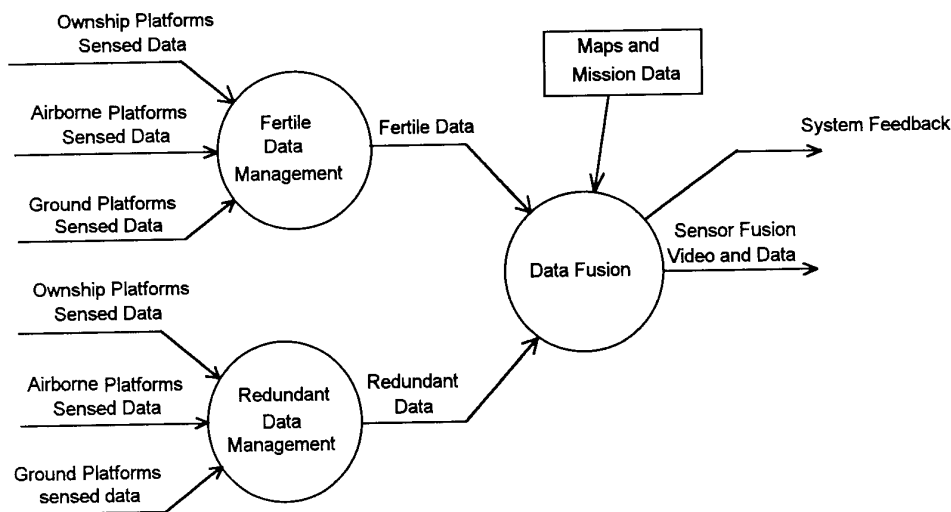 Ownship Platforms
Sensed Data
Airborne Platforms
Sensed Data
Ground Platforms
Sensed Data
Fertile
Data
Management
Fertile Data
Maps and
Mission Data
System Feedback
Data Fusion
Sensor Fusion
Video and Data
Ownship Platforms
Sensed Data
Airborne Platforms
Sensed Data
Ground Platforms
sensed data
Redundant
Data
Management
Redundant
Data